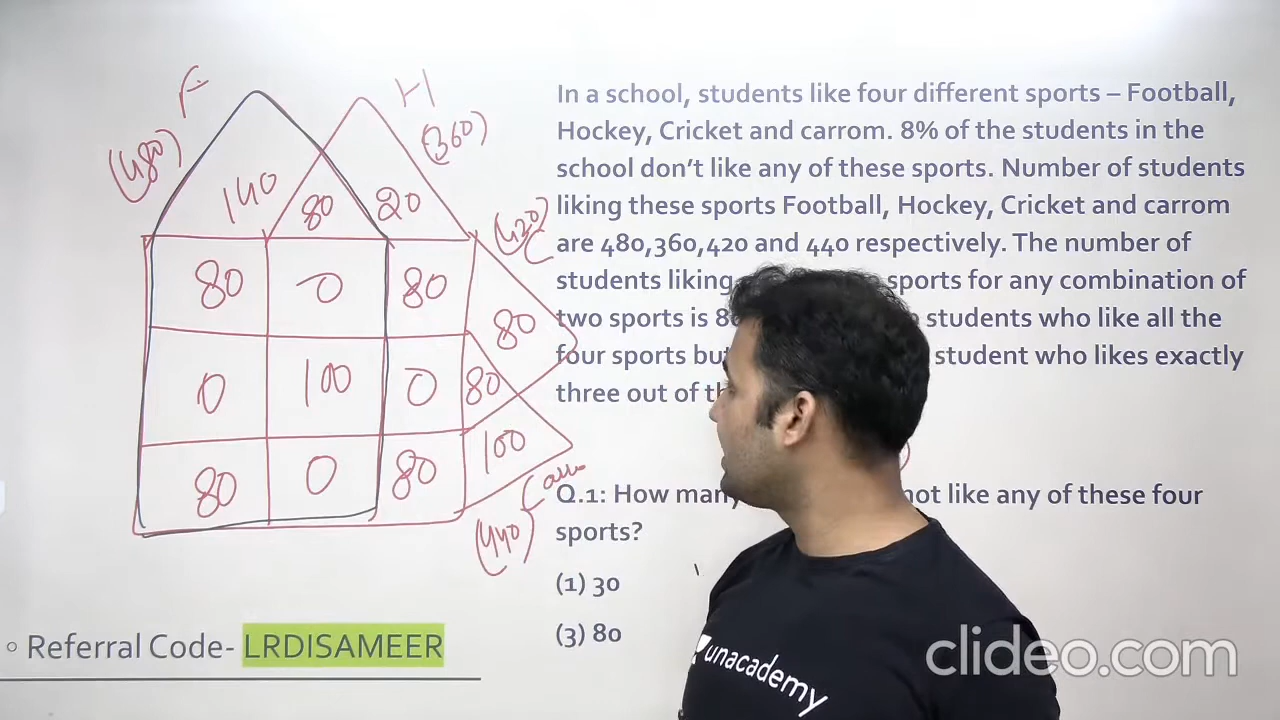 F
H
(480)
(360)
140
80
20
(420)
C
80
0
80
80
0
100
0
80
80
0
80
100
(440)
In a school, students like four different sports – Football,
Hockey, Cricket and carrom. 8% of the students in the
school don't like any of these sports. Number of students
liking these sports Football, Hockey, Cricket and carrom
are 480,360,420 and 440 respectively. The number of
students liking sports for any combination of
two sports is students who like all the
four sports but student who likes exactly
three out of
Q.1: How many not like any of these four
sports?
(1) 30
(3) 80
◦ Referral Code- LRDISAMEER
unacademy
clideo.com